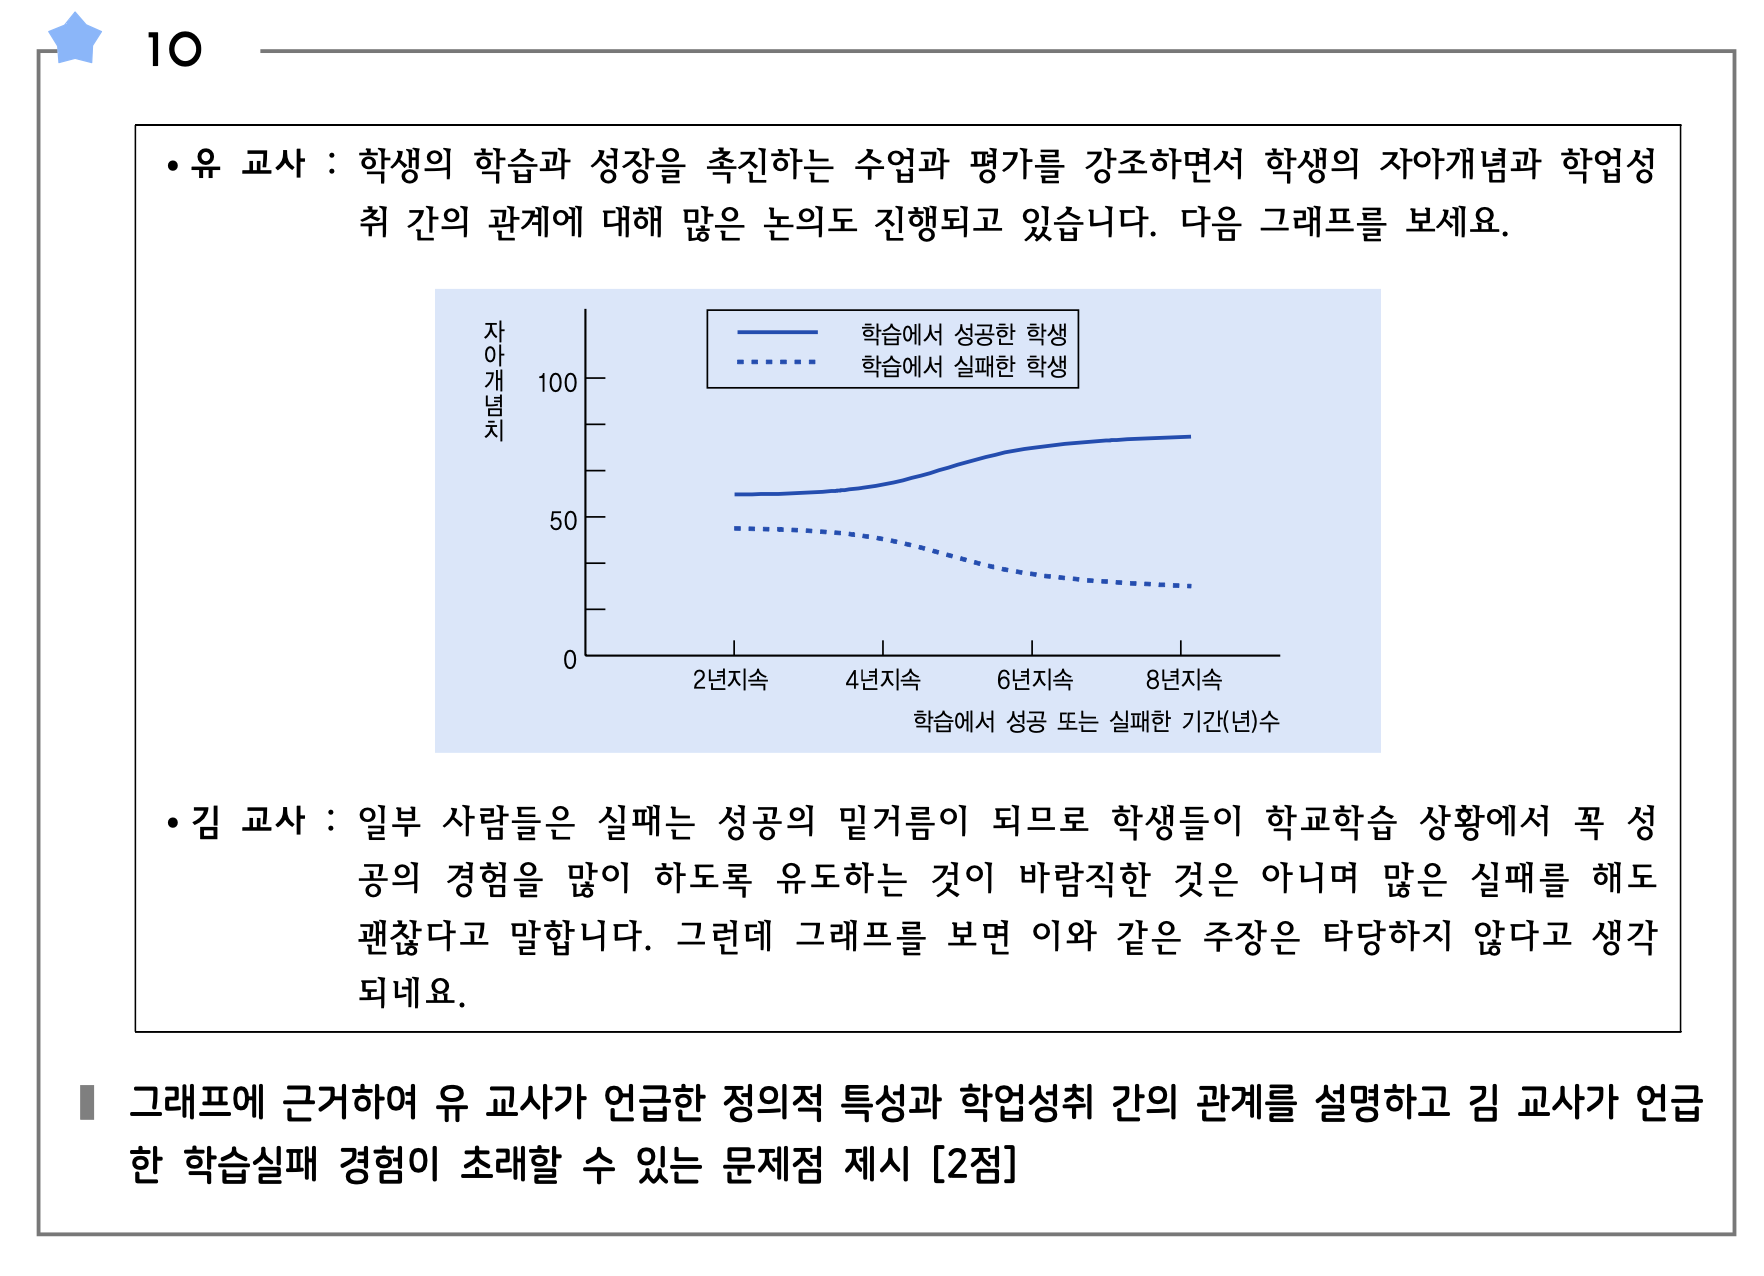 10
• 유 교사 : 학생의 학습과 성장을 촉진하는 수업과 평가를 강조하면서 학생의 자아개념과 학업성
취 간의 관계에 대해 많은 논의도 진행되고 있습니다. 다음 그래프를 보세요.
자아개념치
학습에서 성공한 학생
학습에서 실패한 학생
100
50
0
2년지속 4년지속 6년지속 8년지속
학습에서 성공 또는 실패한 기간(년)수
• 김 교사 : 일부 사람들은 실패는 성공의 밑거름이 되므로 학생들이 학교학습 상황에서 꼭 성
공의 경험을 많이 하도록 유도하는 것이 바람직한 것은 아니며 많은 실패를 해도
괜찮다고 말합니다. 그런데 그래프를 보면 이와 같은 주장은 타당하지 않다고 생각
되네요.
그래프에 근거하여 유 교사가 언급한 정의적 특성과 학업성취 간의 관계를 설명하고 김 교사가 언급
한 학습실패 경험이 초래할 수 있는 문제점 제시 [2점]